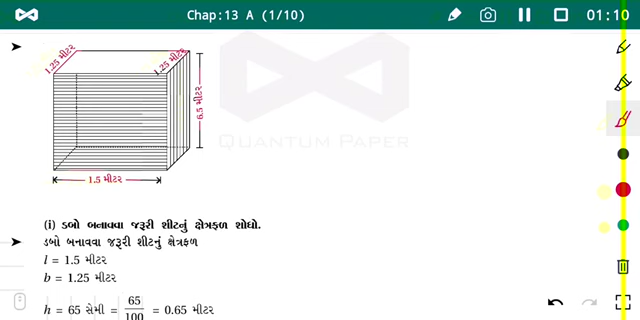 Chap:13 A (1/10)
01:10
1.25 મીટર
1.25 મીટર
6.5 મીટર
1.5 મીટર
QUANTUM PAPER
(i) ડબો બનાવવા જરૂરી શીટનું ક્ષેત્રફળ શોધો.
ડબો બનાવવા જરૂરી શીટનું ક્ષેત્રફળ
l = 1.5 મીટર
b = 1.25 મીટર
h = 65 સેમી = 65/100 = 0.65 મીટર